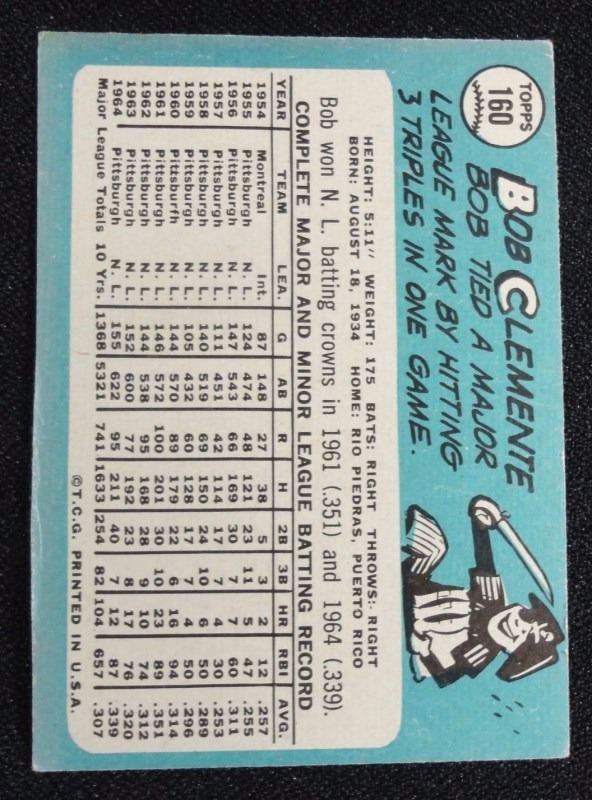 TOPPS
160
BOB CLEMENTE
BOB TIED A MAJOR
LEAGUE MARK BY HITTING
3 TRIPLES IN ONE GAME.
HEIGHT: 5:11" WEIGHT: 175 BATS: RIGHT THROWS: RIGHT
BORN: AUGUST 18, 1934 HOME: RIO PIEDRAS, PUERTO RICO
Bob won N. L. batting crowns in 1961 (.351) and 1964 (.339).
COMPLETE MAJOR AND MINOR LEAGUE BATTING RECORD
YEAR TEAM LEA. G AB R H 2B 3B HR RBI AVG.
1954 Montreal Int. 87 148 27 38 5 3 2 12 .257
1955 Pittsburgh N. L. 124 474 48 121 23 11 5 47 .255
1956 Pittsburgh N. L. 147 543 66 169 30 7 7 60 .311
1957 Pittsburgh N. L. 111 451 42 114 17 7 4 30 .253
1958 Pittsburgh N. L. 140 519 69 150 24 10 6 50 .289
1959 Pittsburgh N. L. 105 432 60 128 17 7 4 50 .296
1960 Pittsburfh N. L. 144 570 89 179 22 6 16 94 .314
1961 Pittsburgh N. L. 146 572 100 201 30 10 23 89 .351
1962 Pittsburgh N. L. 144 538 95 168 28 9 10 74 .312
1963 Pittsburgh N. L. 152 600 77 192 23 8 17 76 .320
1964 Pittsburgh N. L. 155 622 95 211 40 7 12 87 .339
Major League Totals 10 Yrs. 1368 5321 741 1633 254 82 104 657 .307
©T.C.G. PRINTED IN U.S.A.